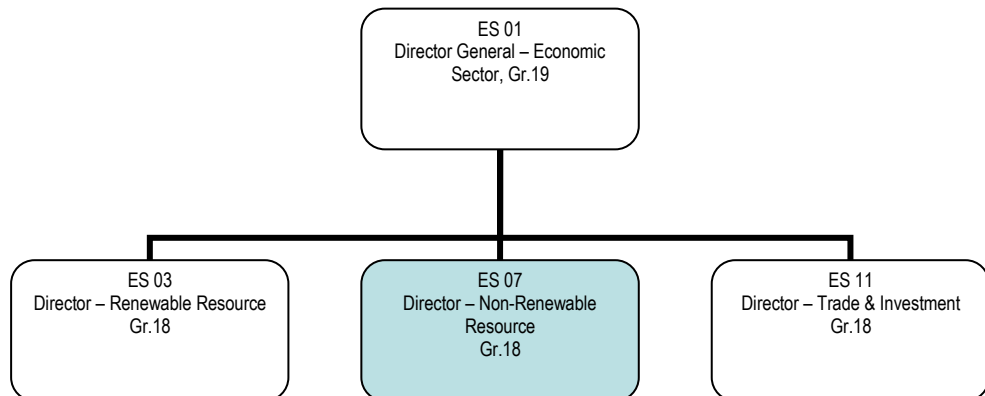 ES 01
Director General – Economic
Sector, Gr.19
ES 03
Director – Renewable Resource
Gr.18
ES 07
Director – Non-Renewable
Resource
Gr.18
ES 11
Director – Trade & Investment
Gr.18